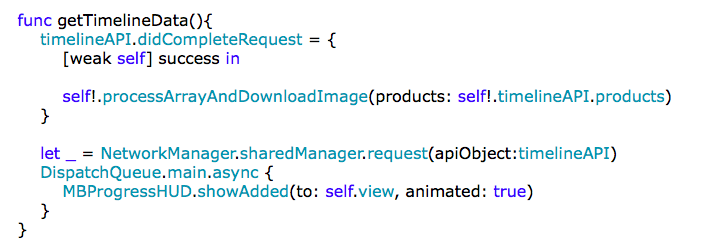 func getTimelineData(){
timelineAPI.didCompleteRequest = {
[weak self] success in
self!.processArrayAndDownloadImage(products: self!.timelineAPI.products)
}
let _ = NetworkManager.sharedManager.request(apiObject:timelineAPI)
DispatchQueue.main.async {
MBProgressHUD.showAdded(to: self.view, animated: true)
}
}